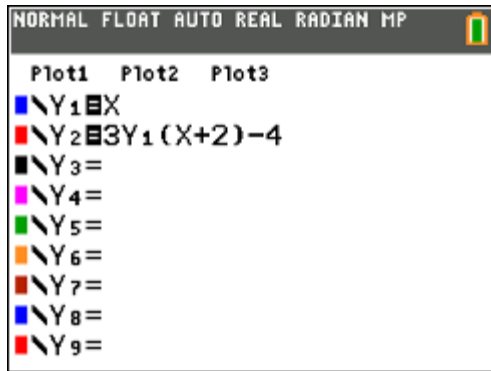 NORMAL FLOAT AUTO REAL RADIAN MP
Plot1 Plot2 Plot3
\Y1=X
\Y2=3Y1(X+2)-4
\Y3=
\Y4=
\Y5=
\Y6=
\Y7=
\Y8=
\Y9=